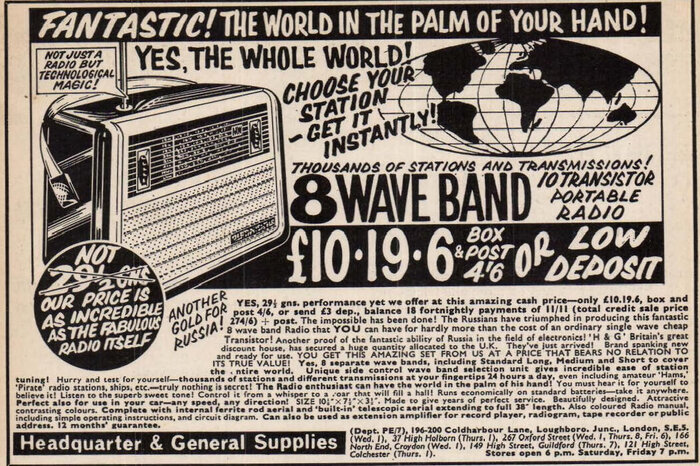 FANTASTIC! THE WORLD IN THE PALM OF YOUR HAND!
NOT JUST A
RADIO BUT
TECHNOLOGICAL
MAGIC!
YES, THE WHOLE WORLD!
CHOOSE YOUR
STATION
- GET IT
INSTANTLY!
THOUSANDS OF STATIONS AND TRANSMISSIONS!
8 WAVE BAND
10 TRANSISTOR
PORTABLE
RADIO
£10·19·6 BOX & POST 4'6 OR LOW DEPOSIT
NOT
29½ GNS
OUR PRICE IS
AS INCREDIBLE
AS THE FABULOUS
RADIO ITSELF
ANOTHER
GOLD FOR
RUSSIA!
YES, 29½ gns. performance yet we offer at this amazing cash price—only £10.19.6, box and
post 4/6, or send £3 dep., balance 18 fortnightly payments of 11/11 (total credit sale price
274/6) + post. The impossible has been done! The Russians have triumphed in producing this fantastic
8 wave band Radio that YOU can have for hardly more than the cost of an ordinary single wave cheap
Transistor! Another proof of the fantastic ability of Russia in the field of electronics! 'H & G' Britain's great
discount house, has secured a huge quantity allocated to the U.K. They've just arrived! Brand spanking new
and ready for use. YOU GET THIS AMAZING SET FROM US AT A PRICE THAT BEARS NO RELATION TO
ITS TRUE VALUE! Yes, 8 separate wave bands, including Standard Long, Medium and Short to cover
the entire world. Unique side control wave band selection unit gives incredible ease of station
tuning! Hurry and test for yourself—thousands of stations and different transmissions at your fingertips 24 hours a day, even including amateur 'Hams',
'Pirate' radio stations, ships, etc.—truly nothing is secret! The Radio enthusiast can have the world in the palm of his hand! You must hear it for yourself to
believe it! Listen to the superb sweet tone! Control it from a whisper to a roar that will fill a hall! Runs economically on standard batteries—take it anywhere.
Perfect also for use in your car—any speed, any direction! SIZE 10¼" x 7½" x 3½". Made to give years of perfect service. Beautifully designed. Attractive
contrasting colours. Complete with internal ferrite rod aerial and 'built-in' telescopic aerial extending to full 38" length. Also coloured Radio manual,
including simple operating instructions, and circuit diagram. Can also be used as extension amplifier for record player, radiogram, tape recorder or public
address. 12 months' guarantee.
Headquarter & General Supplies
(Dept. PE/7), 196-200 Coldharbour Lane, Loughboro. Junc., London, S.E.5.
(Wed. 1), 37 High Holborn (Thurs. 1), 267 Oxford Street (Wed. 1, Thurs. 8, Fri. 6), 166
North End, Croydon (Wed. 1), 149 High Street, Guildford (Thurs. 7), 121 High Street,
Colchester (Thurs. 1). Stores open 6 p.m. Saturday, Friday 7 p.m.